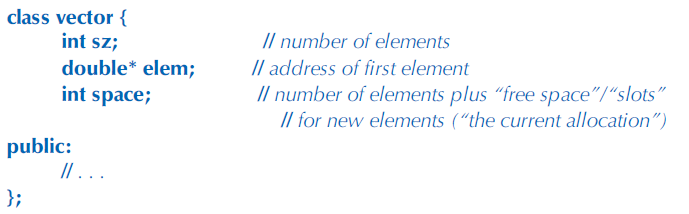 class vector {
int sz; // number of elements
double* elem; // address of first element
int space; // number of elements plus “free space”/“slots”
// for new elements (“the current allocation”)
public:
// . . .
};